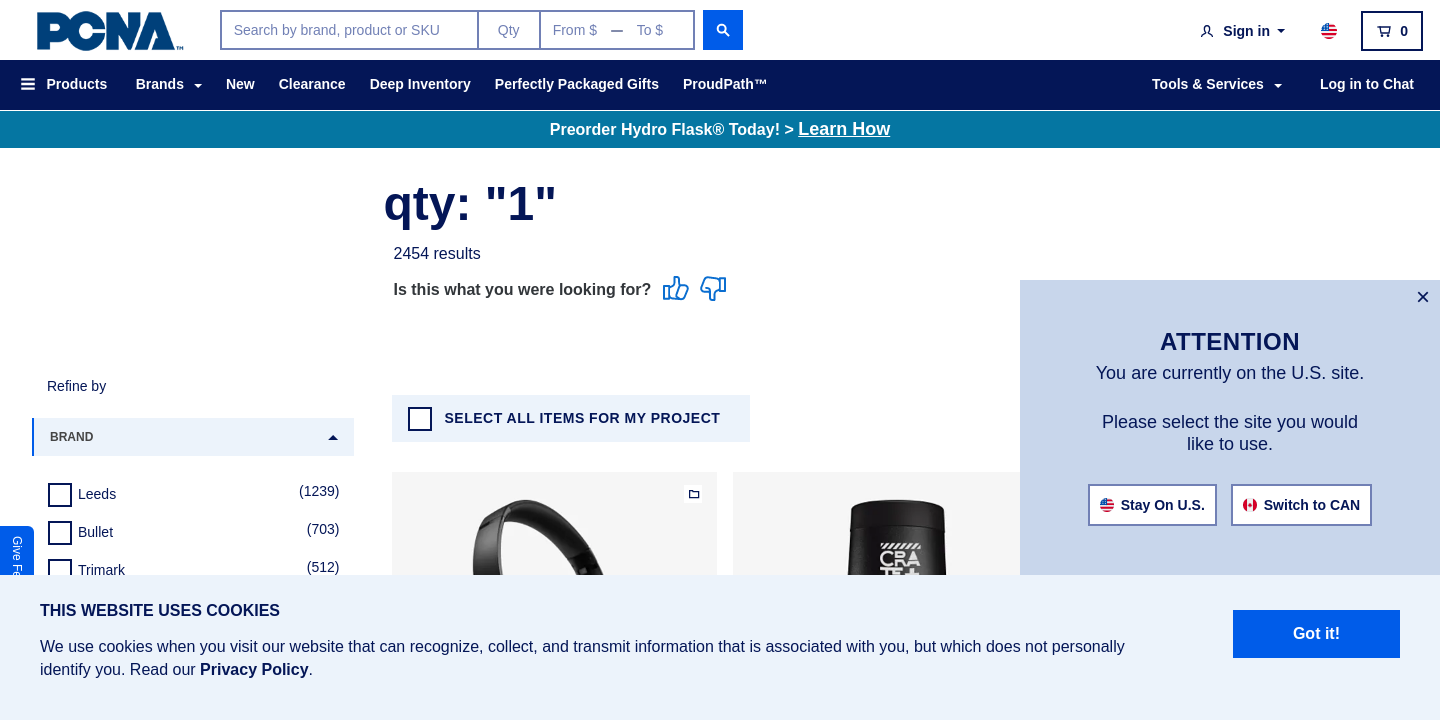 PCNA™
Search by brand, product or SKU
Qty
From $ — To $
Sign in
0
Products
Brands
New
Clearance
Deep Inventory
Perfectly Packaged Gifts
ProudPath™
Tools & Services
Log in to Chat
Preorder Hydro Flask® Today! > Learn How
qty: "1"
2454 results
Is this what you were looking for?
Refine by
BRAND
Leeds (1239)
Bullet (703)
Trimark (512)
SELECT ALL ITEMS FOR MY PROJECT
ATTENTION
You are currently on the U.S. site.
Please select the site you would
like to use.
Stay On U.S.
Switch to CAN
Give Fe
THIS WEBSITE USES COOKIES
We use cookies when you visit our website that can recognize, collect, and transmit information that is associated with you, but which does not personally
identify you. Read our Privacy Policy.
Got it!